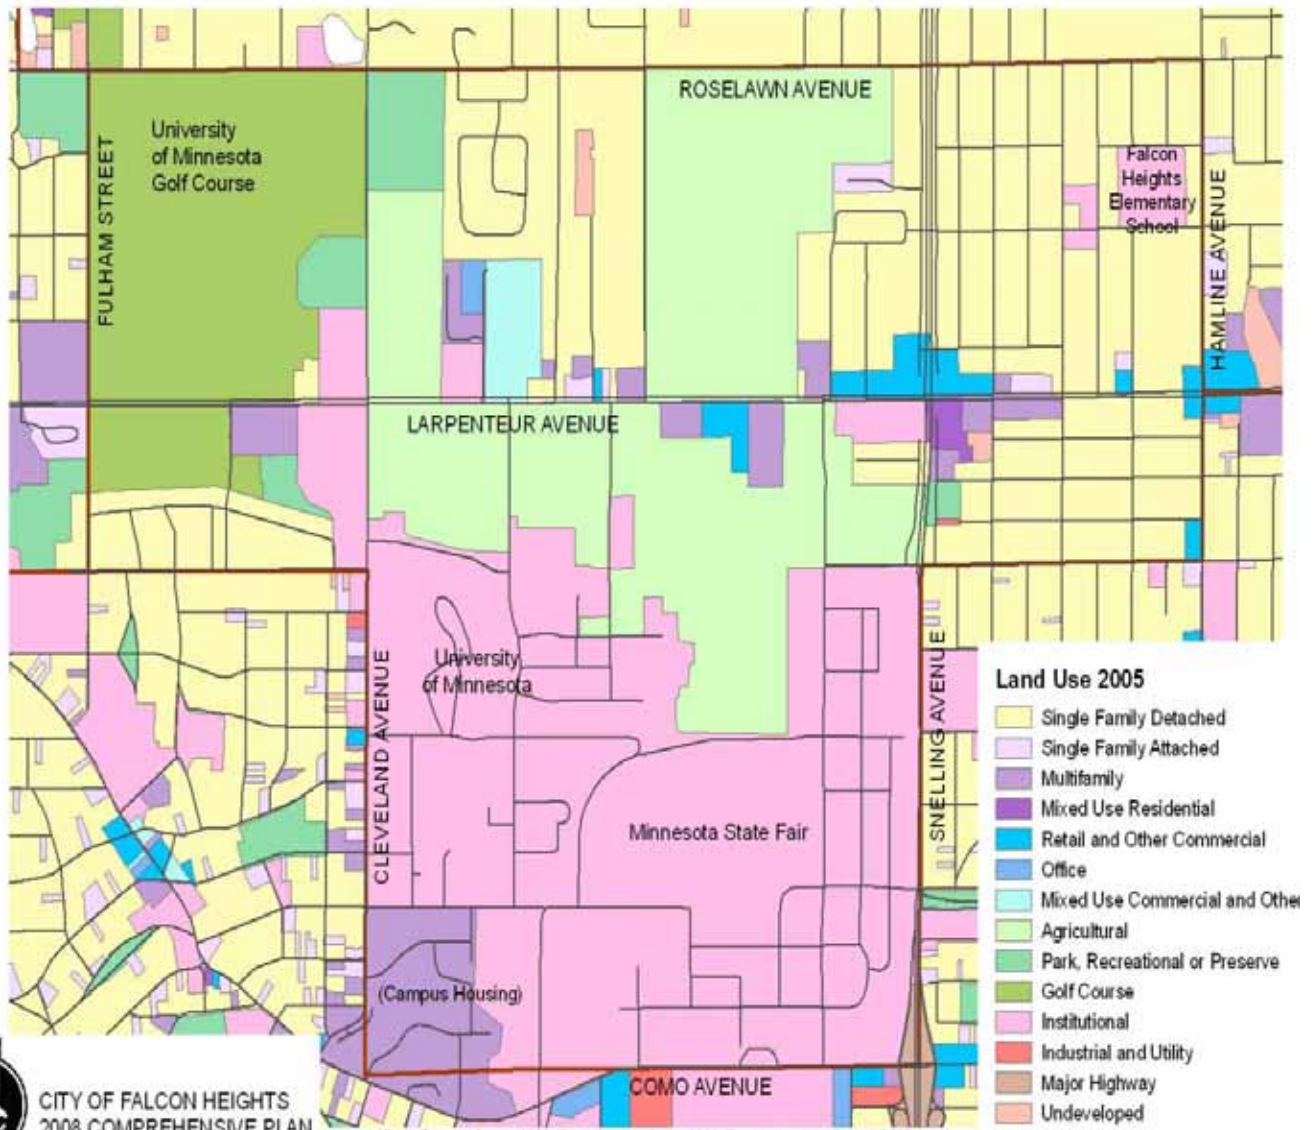 ROSELAWN AVENUE
University
of Minnesota
Golf Course
FULHAM STREET
Falcon
Heights
Elementary
School
HAMLINE AVENUE
LARPENTEUR AVENUE
University
of Minnesota
CLEVELAND AVENUE
SNELLING AVENUE
Minnesota State Fair
(Campus Housing)
COMO AVENUE
Land Use 2005
Single Family Detached
Single Family Attached
Multifamily
Mixed Use Residential
Retail and Other Commercial
Office
Mixed Use Commercial and Other
Agricultural
Park, Recreational or Preserve
Golf Course
Institutional
Industrial and Utility
Major Highway
Undeveloped
CITY OF FALCON HEIGHTS
2008 COMPREHENSIVE PLAN